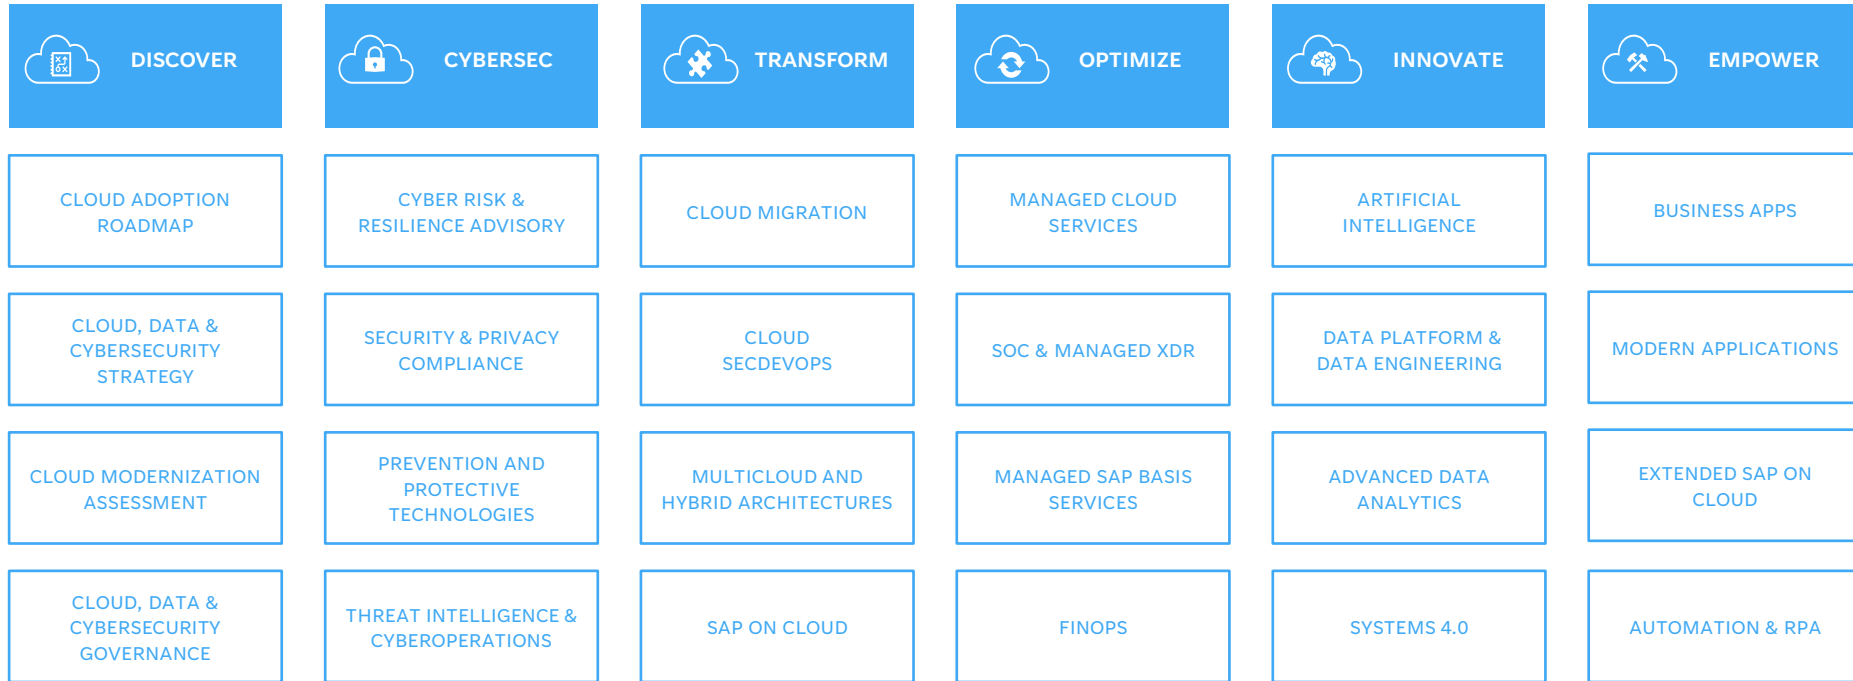 DISCOVER
CYBERSEC
TRANSFORM
OPTIMIZE
INNOVATE
EMPOWER
CLOUD ADOPTION
ROADMAP
CYBER RISK &
RESILIENCE ADVISORY
CLOUD MIGRATION
MANAGED CLOUD
SERVICES
ARTIFICIAL
INTELLIGENCE
BUSINESS APPS
CLOUD, DATA &
CYBERSECURITY
STRATEGY
SECURITY & PRIVACY
COMPLIANCE
CLOUD
SECDEVOPS
SOC & MANAGED XDR
DATA PLATFORM &
DATA ENGINEERING
MODERN APPLICATIONS
CLOUD MODERNIZATION
ASSESSMENT
PREVENTION AND
PROTECTIVE
TECHNOLOGIES
MULTICLOUD AND
HYBRID ARCHITECTURES
MANAGED SAP BASIS
SERVICES
ADVANCED DATA
ANALYTICS
EXTENDED SAP ON
CLOUD
CLOUD, DATA &
CYBERSECURITY
GOVERNANCE
THREAT INTELLIGENCE &
CYBEROPERATIONS
SAP ON CLOUD
FINOPS
SYSTEMS 4.0
AUTOMATION & RPA